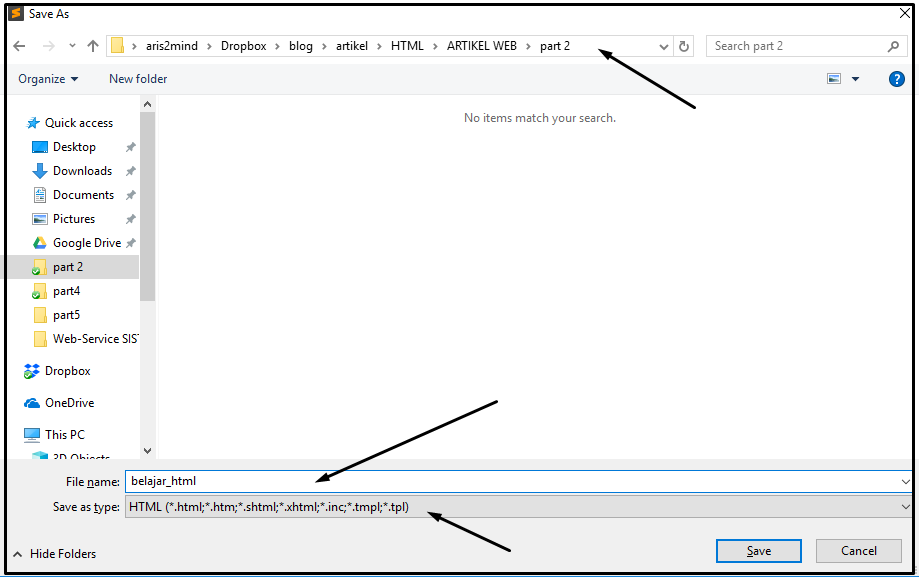 Save As
aris2mind > Dropbox > blog > artikel > HTML > ARTIKEL WEB > part 2
Search part 2
Organize
New folder
No items match your search.
Quick access
Desktop
Downloads
Documents
Pictures
Google Drive
part 2
part4
part5
Web-Service SIS
Dropbox
OneDrive
This PC
3D Objects
File name: belajar_html
Save as type: HTML (*.html;*.htm;*.shtml;*.xhtml;*.inc;*.tmpl;*.tpl)
Hide Folders
Save
Cancel